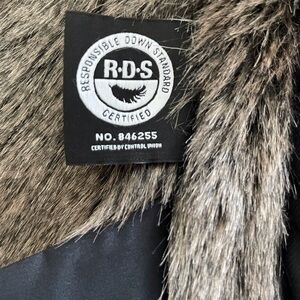 RESPONSIBLE DOWN STANDARD
R·D·S
CERTIFIED
NO. 846255
CERTIFIED BY CONTROL UNION